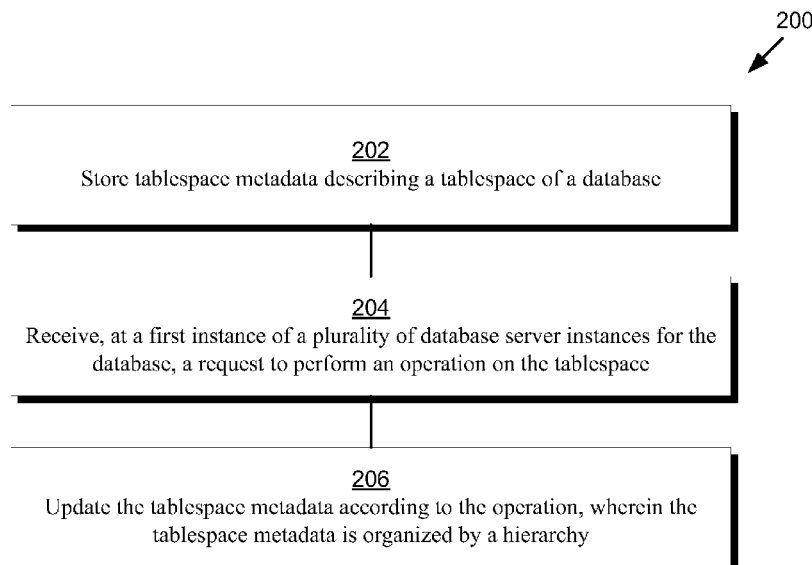 200
202
Store tablespace metadata describing a tablespace of a database
204
Receive, at a first instance of a plurality of database server instances for the
database, a request to perform an operation on the tablespace
206
Update the tablespace metadata according to the operation, wherein the
tablespace metadata is organized by a hierarchy